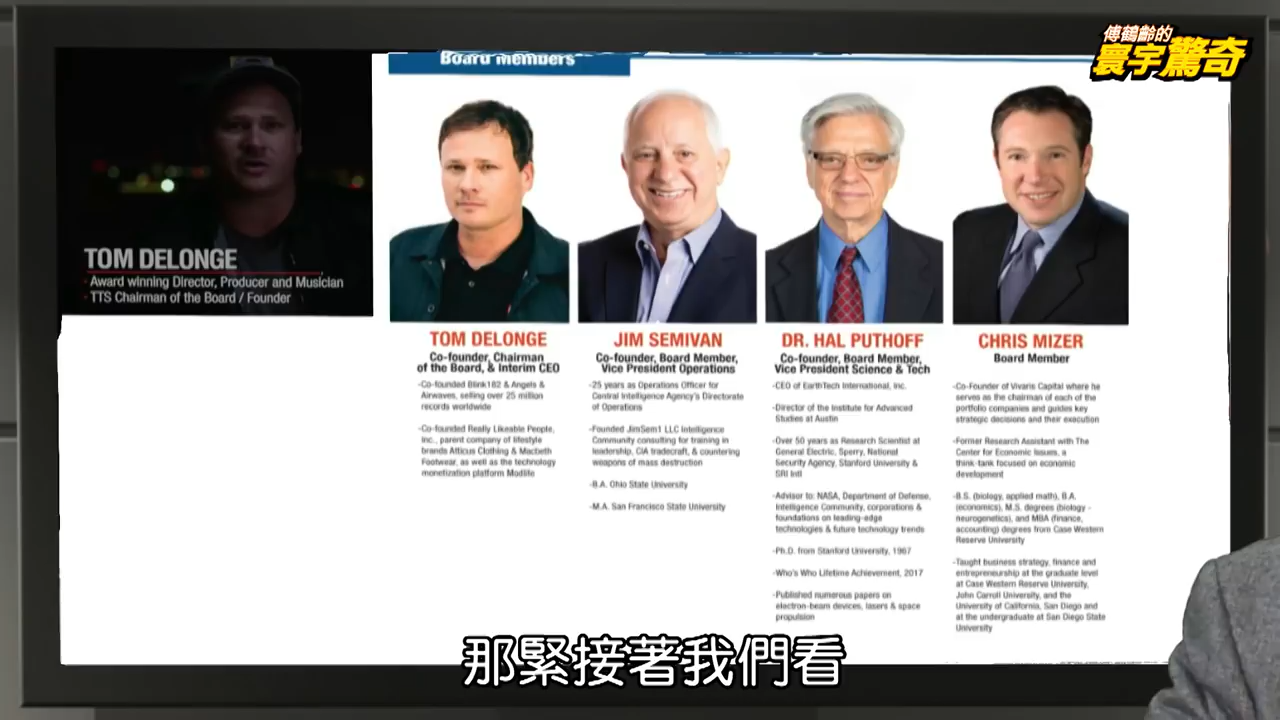 傅鶴齡的
寰宇驚奇
Board members
TOM DELONGE
· Award winning Director, Producer and Musician
· TTS Chairman of the Board / Founder
TOM DELONGE
Co-founder, Chairman
of the Board, & Interim CEO
-Co-founded Blink182 & Angels &
Airwaves, selling over 25 million
records worldwide
-Co-founded Really Likeable People,
Inc., parent company of lifestyle
brands Atticus Clothing & Macbeth
Footwear, as well as the technology
monetization platform Modlife
JIM SEMIVAN
Co-founder, Board Member,
Vice President Operations
-25 years as Operations Officer for
Central Intelligence Agency's Directorate
of Operations
-Founded JimSem1 LLC Intelligence
Community consulting for training in
leadership, CIA tradecraft, & countering
weapons of mass destruction
-B.A. Ohio State University
-M.A. San Francisco State University
DR. HAL PUTHOFF
Co-founder, Board Member,
Vice President Science & Tech
-CEO of EarthTech International, Inc.
-Director of the Institute for Advanced
Studies at Austin
-Over 50 years as Research Scientist at
General Electric, Sperry, National
Security Agency, Stanford University &
SRI Intl
-Advisor to: NASA, Department of Defense,
Intelligence Community, corporations &
foundations on leading-edge
technologies & future technology trends
-Ph.D. from Stanford University, 1967
-Who's Who Lifetime Achievement, 2017
-Published numerous papers on
electron-beam devices, lasers & space
propulsion
CHRIS MIZER
Board Member
-Co-Founder of Vivaris Capital where he
serves as the chairman of each of the
portfolio companies and guides key
strategic decisions and their execution
-Former Research Assistant with The
Center for Economic Issues, a
think-tank focused on economic
development
-B.S. (biology, applied math), B.A.
(economics), M.S. degrees (biology -
neurogenetics), and MBA (finance,
accounting) degrees from Case Western
Reserve University
-Taught business strategy, finance and
entrepreneurship at the graduate level
at Case Western Reserve University,
John Carroll University, and the
University of California, San Diego and
at the undergraduate at San Diego State
University
那緊接著我們看